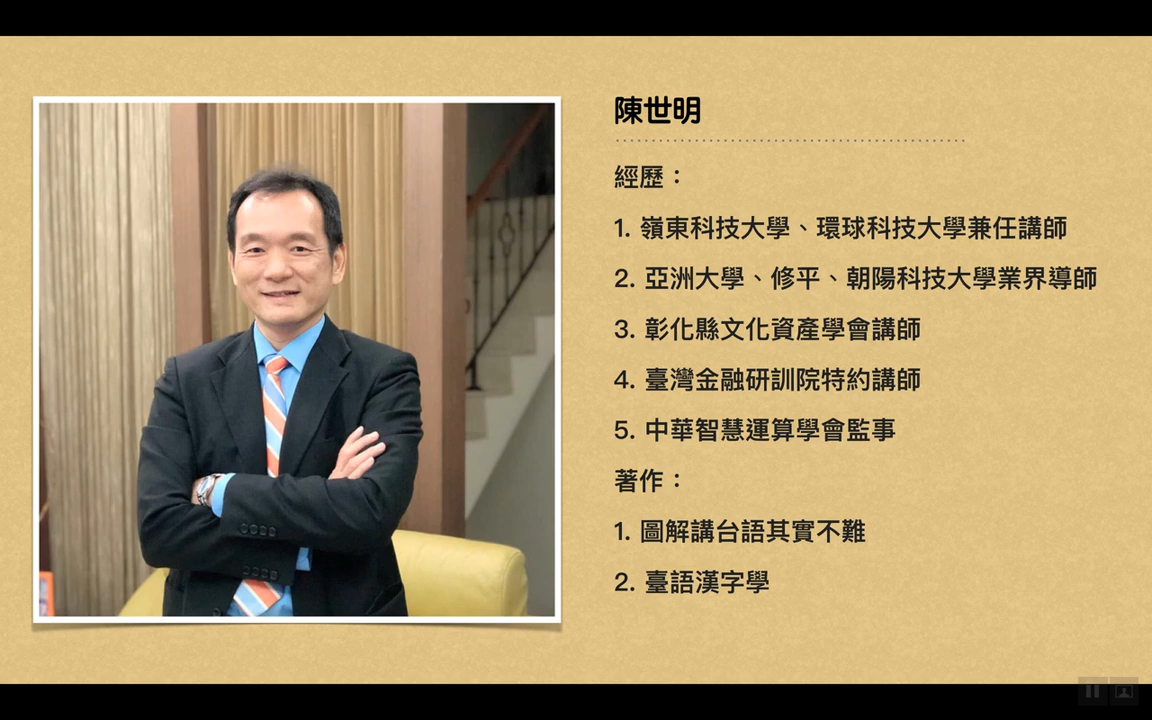 陳世明
經歷：
1. 嶺東科技大學、環球科技大學兼任講師
2. 亞洲大學、修平、朝陽科技大學業界導師
3. 彰化縣文化資產學會講師
4. 臺灣金融研訓院特約講師
5. 中華智慧運算學會監事
著作：
1. 圖解講台語其實不難
2. 臺語漢字學